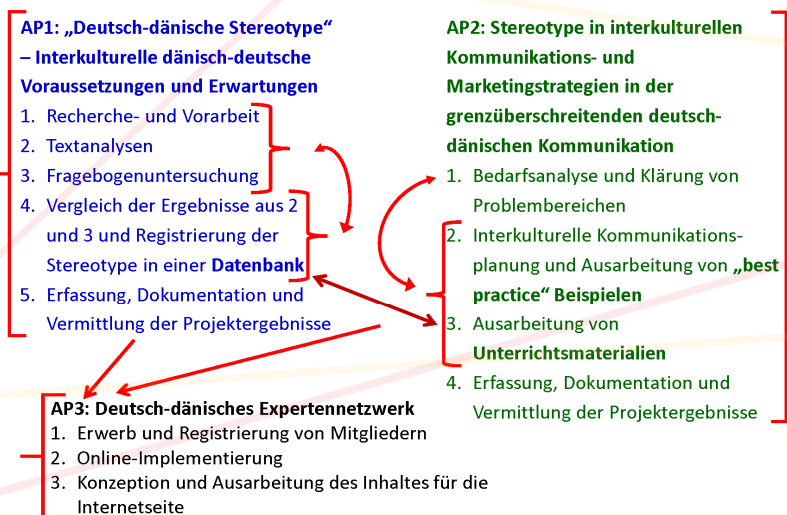 AP1: „Deutsch-dänische Stereotype“
– Interkulturelle dänisch-deutsche
Voraussetzungen und Erwartungen
1. Recherche- und Vorarbeit
2. Textanalysen
3. Fragebogenuntersuchung
4. Vergleich der Ergebnisse aus 2
und 3 und Registrierung der
Stereotype in einer Datenbank
5. Erfassung, Dokumentation und
Vermittlung der Projektergebnisse
AP2: Stereotype in interkulturellen
Kommunikations- und
Marketingstrategien in der
grenzüberschreitenden deutsch-
dänischen Kommunikation
1. Bedarfsanalyse und Klärung von
Problembereichen
2. Interkulturelle Kommunikations-
planung und Ausarbeitung von „best
practice“ Beispielen
3. Ausarbeitung von
Unterrichtsmaterialien
4. Erfassung, Dokumentation und
Vermittlung der Projektergebnisse
AP3: Deutsch-dänisches Expertennetzwerk
1. Erwerb und Registrierung von Mitgliedern
2. Online-Implementierung
3. Konzeption und Ausarbeitung des Inhaltes für die
Internetseite